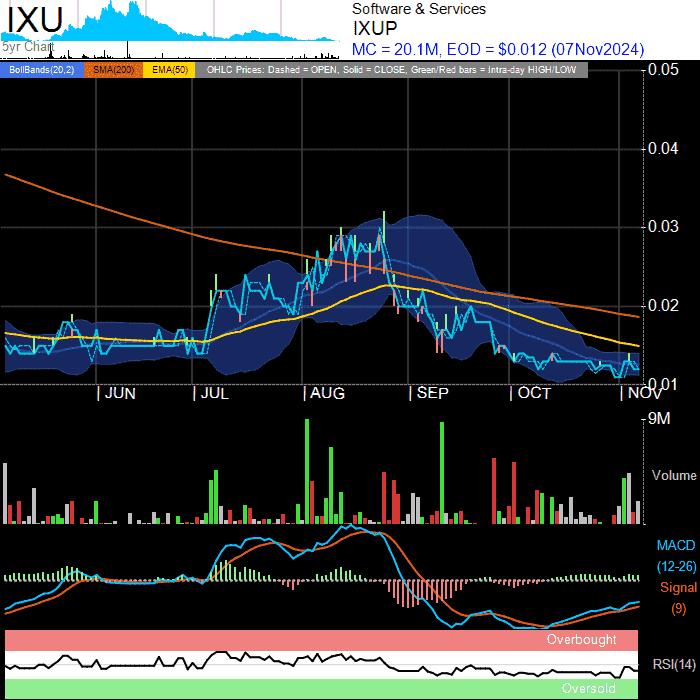 IXU
5yr Chart
Software & Services
IXUP
MC = 20.1M, EOD = $0.012 (07Nov2024)
BollBands(20,2) SMA(200) EMA(50) OHLC Prices: Dashed = OPEN, Solid = CLOSE, Green/Red bars = Intra-day HIGH/LOW
0.05
0.04
0.03
0.02
0.01
JUN JUL AUG SEP OCT NOV
9M
Volume
MACD
(12-26)
Signal
(9)
Overbought
RSI(14)
Oversold